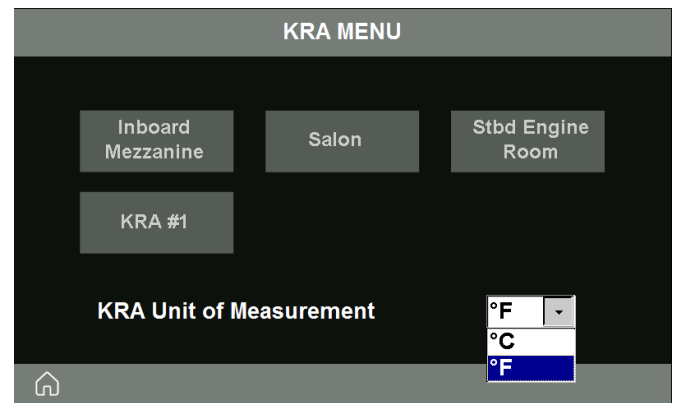 KRA MENU
Inboard
Mezzanine
Salon
Stbd Engine
Room
KRA #1
KRA Unit of Measurement
°F
°C
°F